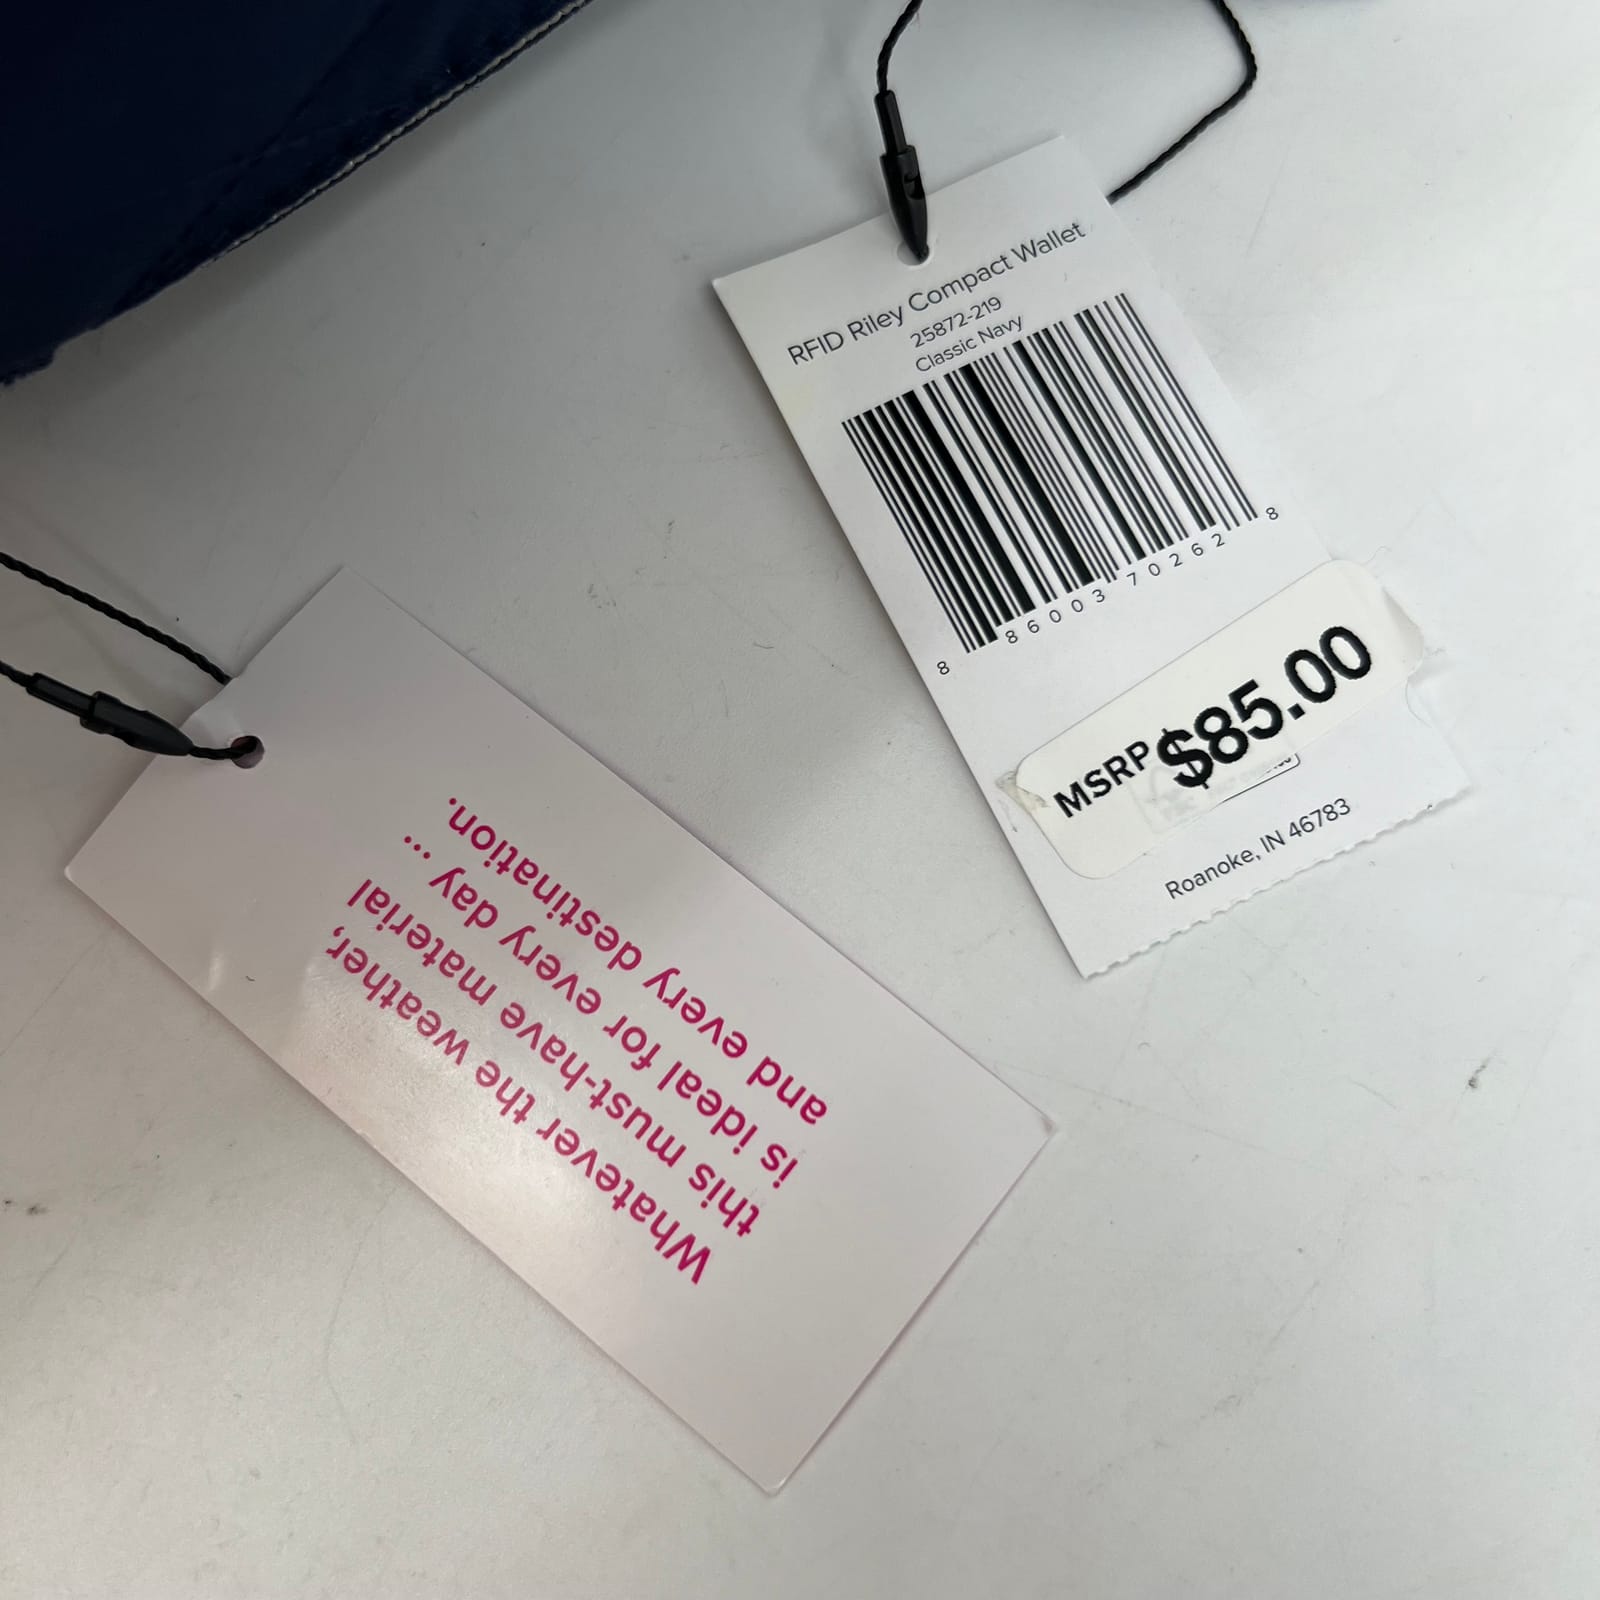 RFID Riley Compact Wallet
25872-219
Classic Navy
8 86003 70262 8
MSRP $85.00
Roanoke, IN 46783
Whatever the weather,
this must-have material
is ideal for every day ...
and every destination.